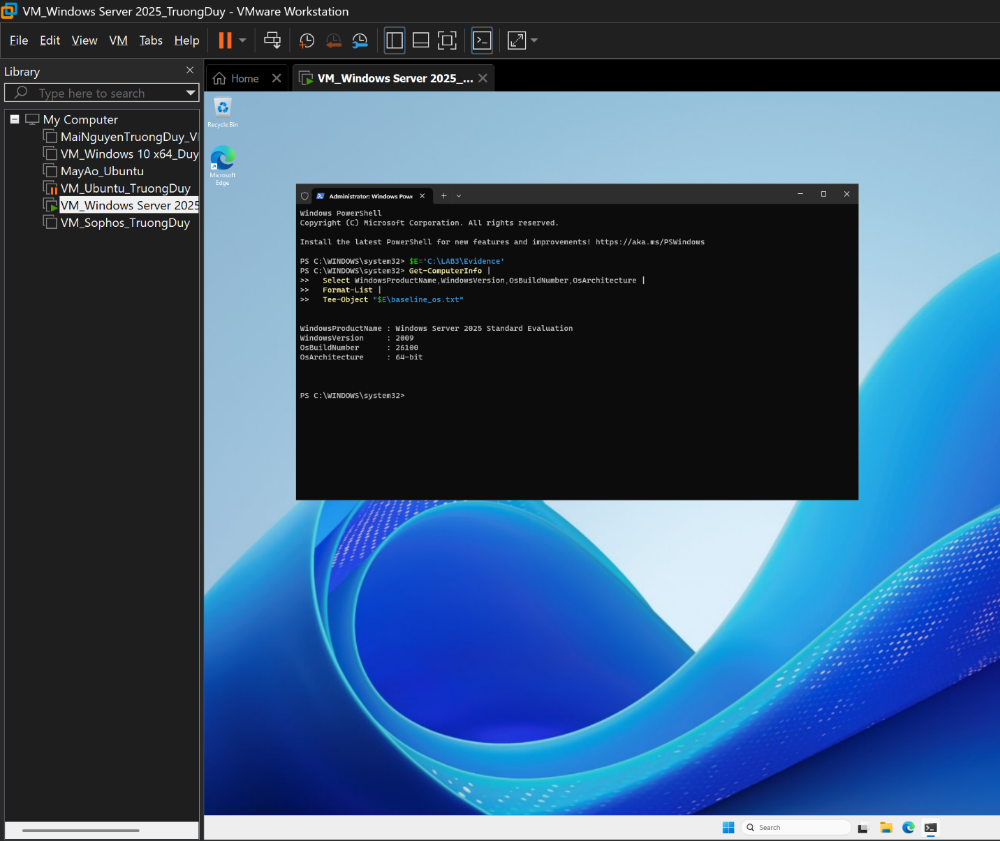 VM_Windows Server 2025_TruongDuy - VMware Workstation
File Edit View VM Tabs Help
Library
Type here to search
My Computer
MaiNguyenTruongDuy_VI
VM_Windows 10 x64_Duy
MayAo_Ubuntu
VM_Ubuntu_TruongDuy
VM_Windows Server 2025
VM_Sophos_TruongDuy
Home
VM_Windows Server 2025_...
Recycle Bin
Microsoft
Edge
Administrator: Windows Powe
Windows PowerShell
Copyright (C) Microsoft Corporation. All rights reserved.
Install the latest PowerShell for new features and improvements! https://aka.ms/PSWindows
PS C:\WINDOWS\system32> $E='C:\LAB3\Evidence'
PS C:\WINDOWS\system32> Get-ComputerInfo |
>> Select WindowsProductName,WindowsVersion,OsBuildNumber,OsArchitecture |
>> Format-List |
>> Tee-Object "$E\baseline_os.txt"
WindowsProductName : Windows Server 2025 Standard Evaluation
WindowsVersion : 2009
OsBuildNumber : 26100
OsArchitecture : 64-bit
PS C:\WINDOWS\system32>
Search